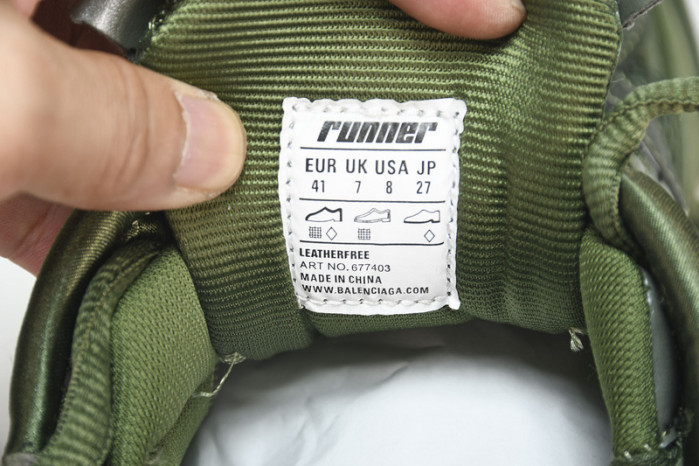 runner
EUR UK USA JP
41 7 8 27
LEATHERFREE
ART NO. 677403
MADE IN CHINA
WWW.BALENCIAGA.COM